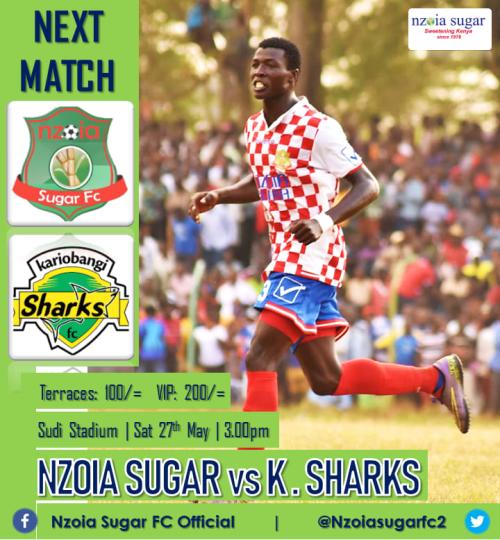 NEXT
MATCH
nzoia sugar
Sweetening Kenya
since 1978
nzoia
Sugar Fc
kariobangi
Sharks
fc
Terraces: 100/= VIP: 200/=
Sudi Stadium | Sat 27th May | 3.00pm
NZOIA SUGAR vs K. SHARKS
Nzoia Sugar FC Official | @Nzoiasugarfc2